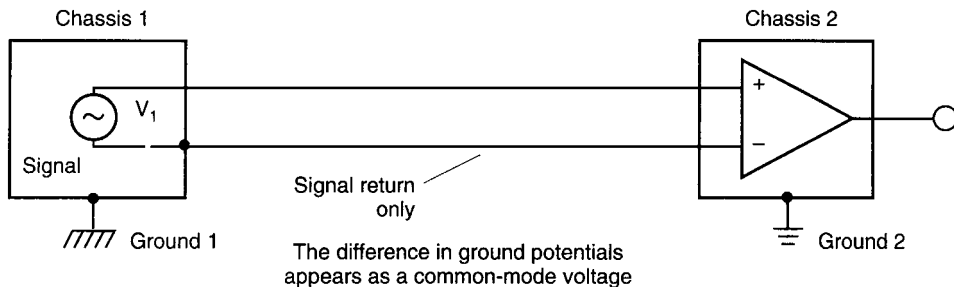 Chassis 1
Chassis 2
V1
+
−
Signal
Signal return
only
Ground 1
Ground 2
The difference in ground potentials
appears as a common-mode voltage